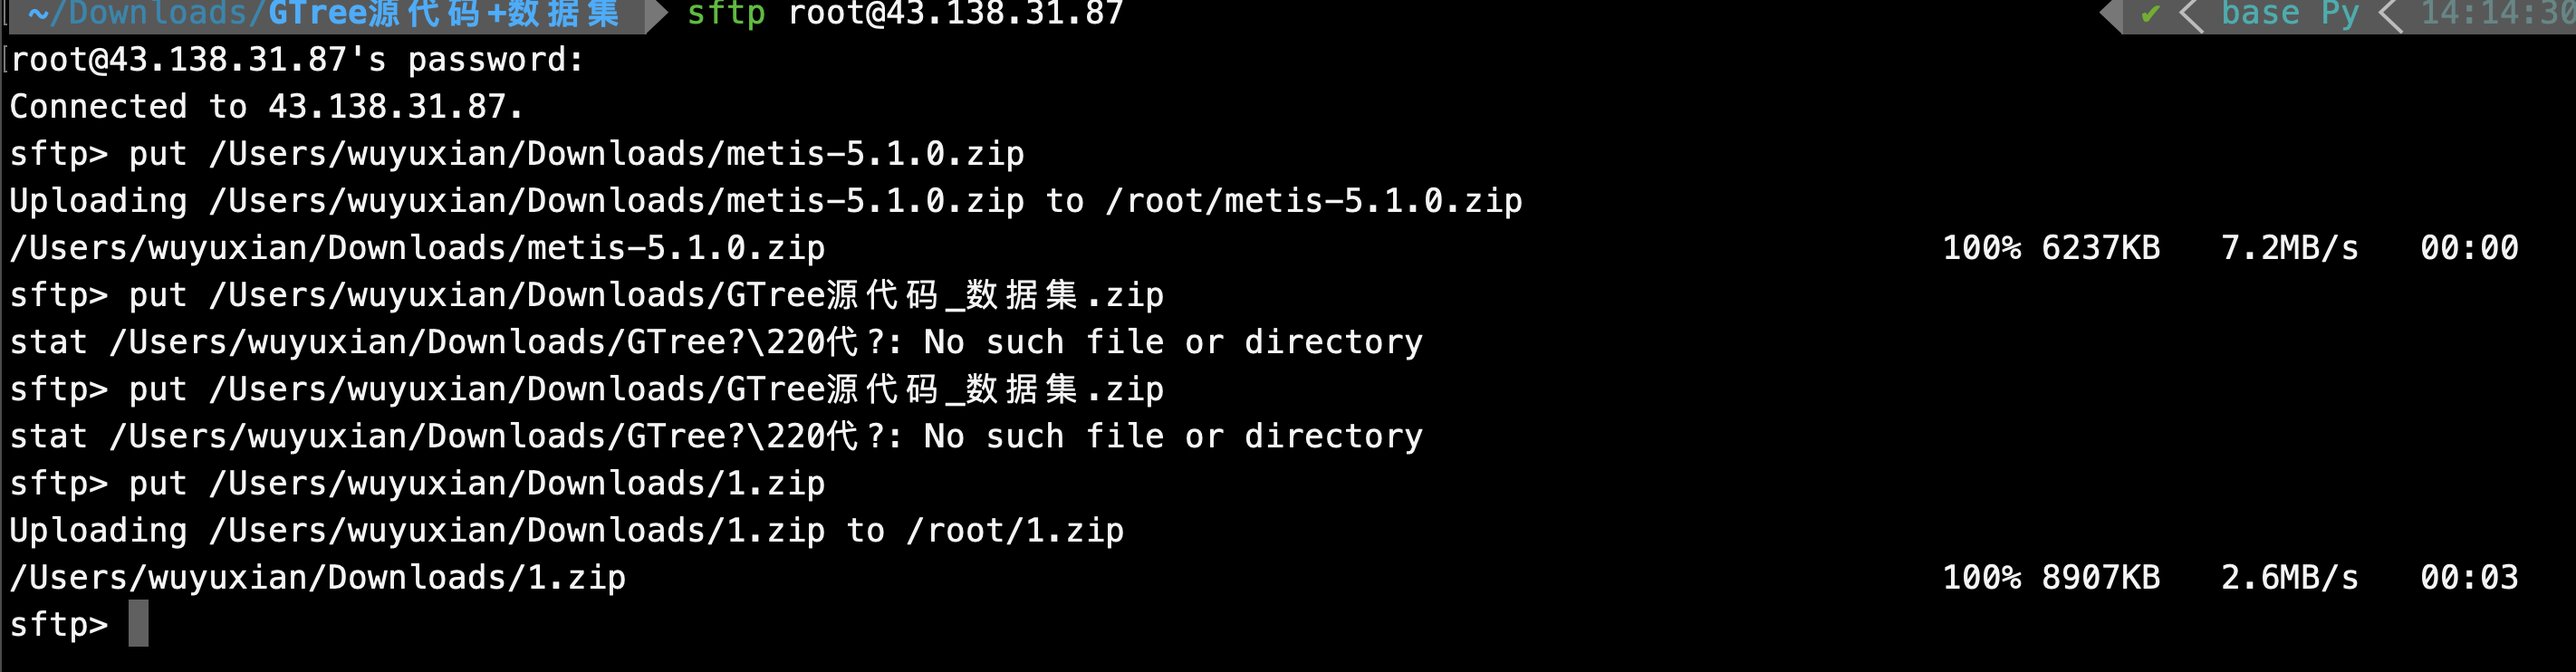 ~/Downloads/GTree源代码+数据集 sftp root@43.138.31.87 ✔ base Py 14:14:30
root@43.138.31.87's password:
Connected to 43.138.31.87.
sftp> put /Users/wuyuxian/Downloads/metis-5.1.0.zip
Uploading /Users/wuyuxian/Downloads/metis-5.1.0.zip to /root/metis-5.1.0.zip
/Users/wuyuxian/Downloads/metis-5.1.0.zip 100% 6237KB 7.2MB/s 00:00
sftp> put /Users/wuyuxian/Downloads/GTree源代码_数据集.zip
stat /Users/wuyuxian/Downloads/GTree?\220代?: No such file or directory
sftp> put /Users/wuyuxian/Downloads/GTree源代码_数据集.zip
stat /Users/wuyuxian/Downloads/GTree?\220代?: No such file or directory
sftp> put /Users/wuyuxian/Downloads/1.zip
Uploading /Users/wuyuxian/Downloads/1.zip to /root/1.zip
/Users/wuyuxian/Downloads/1.zip 100% 8907KB 2.6MB/s 00:03
sftp>